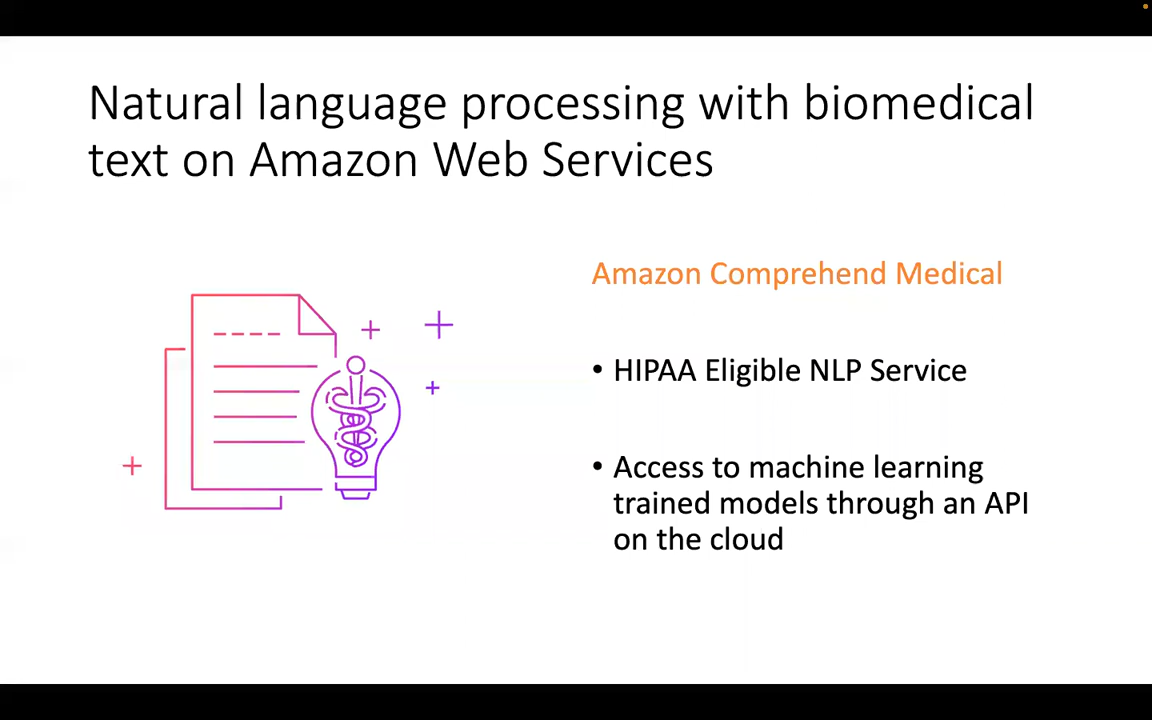 Natural language processing with biomedical
text on Amazon Web Services
Amazon Comprehend Medical
• HIPAA Eligible NLP Service
• Access to machine learning
trained models through an API
on the cloud